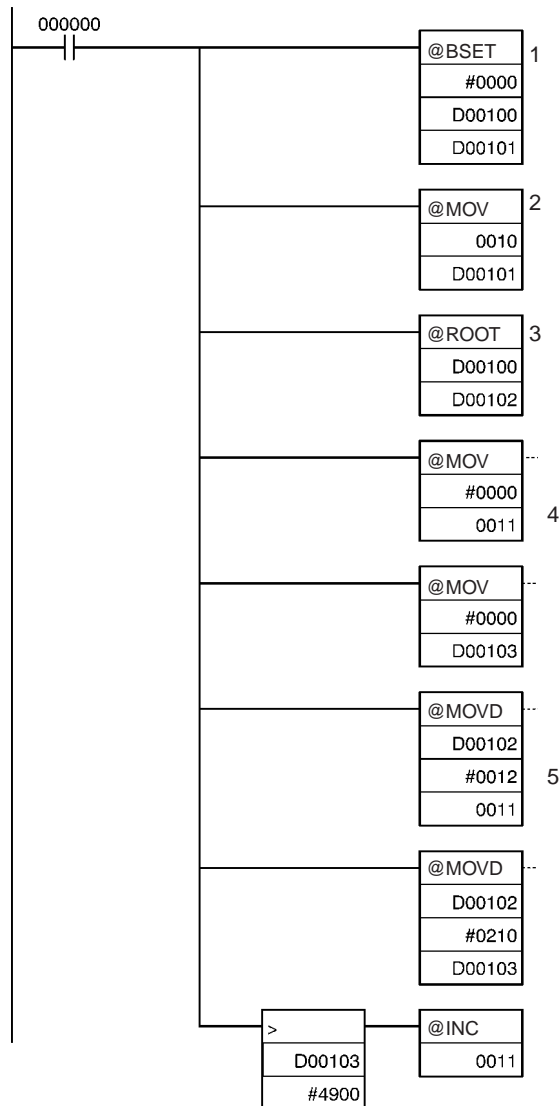 000000
@BSET 1
#0000
D00100
D00101
@MOV 2
0010
D00101
@ROOT 3
D00100
D00102
@MOV
#0000
4
0011
@MOV
#0000
D00103
@MOVD
D00102
#0012 5
0011
@MOVD
D00102
#0210
D00103
> @INC
D00103 0011
#4900